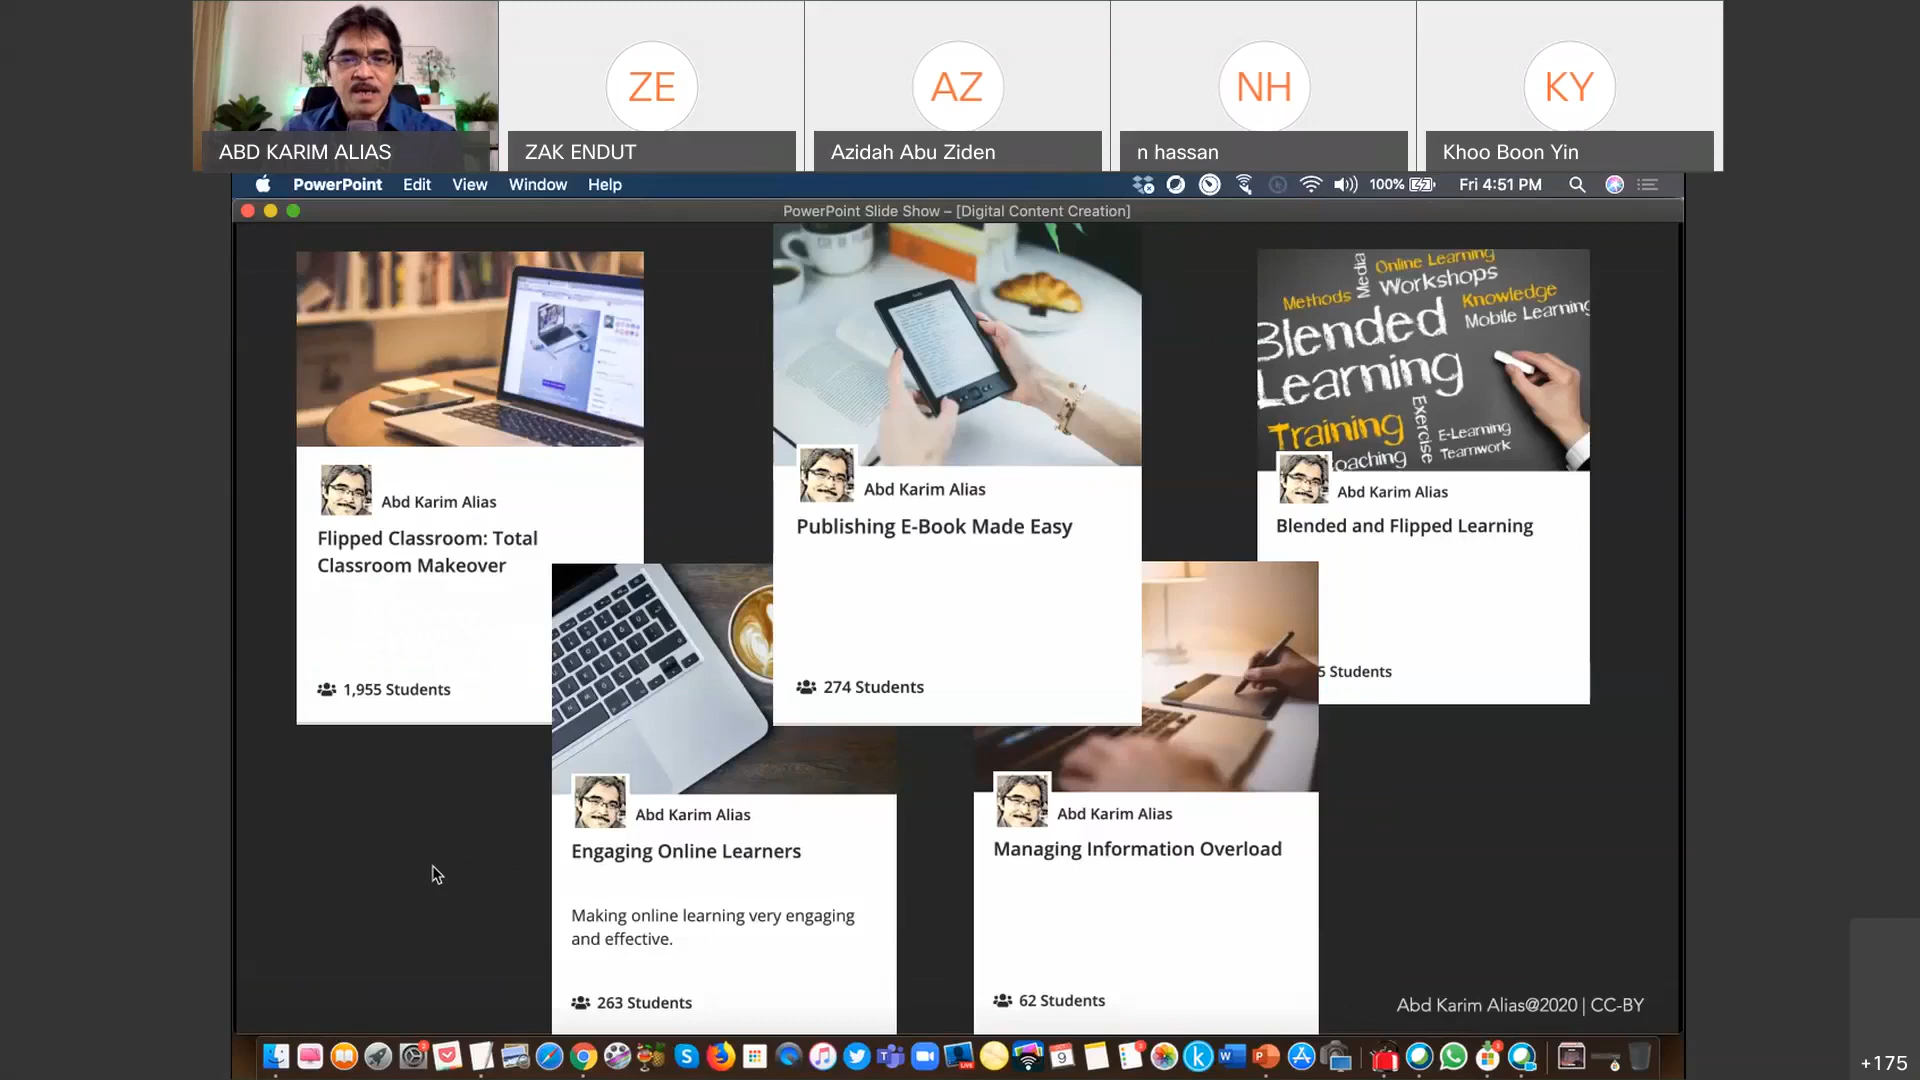 ZE
AZ
NH
KY
ABD KARIM ALIAS
ZAK ENDUT
Azidah Abu Ziden
n hassan
Khoo Boon Yin
PowerPoint Edit View Window Help
100%
Fri 4:51 PM
PowerPoint Slide Show – [Digital Content Creation]
Abd Karim Alias
Flipped Classroom: Total
Classroom Makeover
1,955 Students
Abd Karim Alias
Publishing E-Book Made Easy
274 Students
Media
Online Learning
Workshops
Methods
Knowledge
Blended
Mobile Learning
Learning
Training
Exercise
E-Learning
Teamwork
oaching
Abd Karim Alias
Blended and Flipped Learning
5 Students
Abd Karim Alias
Engaging Online Learners
Making online learning very engaging
and effective.
263 Students
Abd Karim Alias
Managing Information Overload
62 Students
Abd Karim Alias@2020 | CC-BY
+175